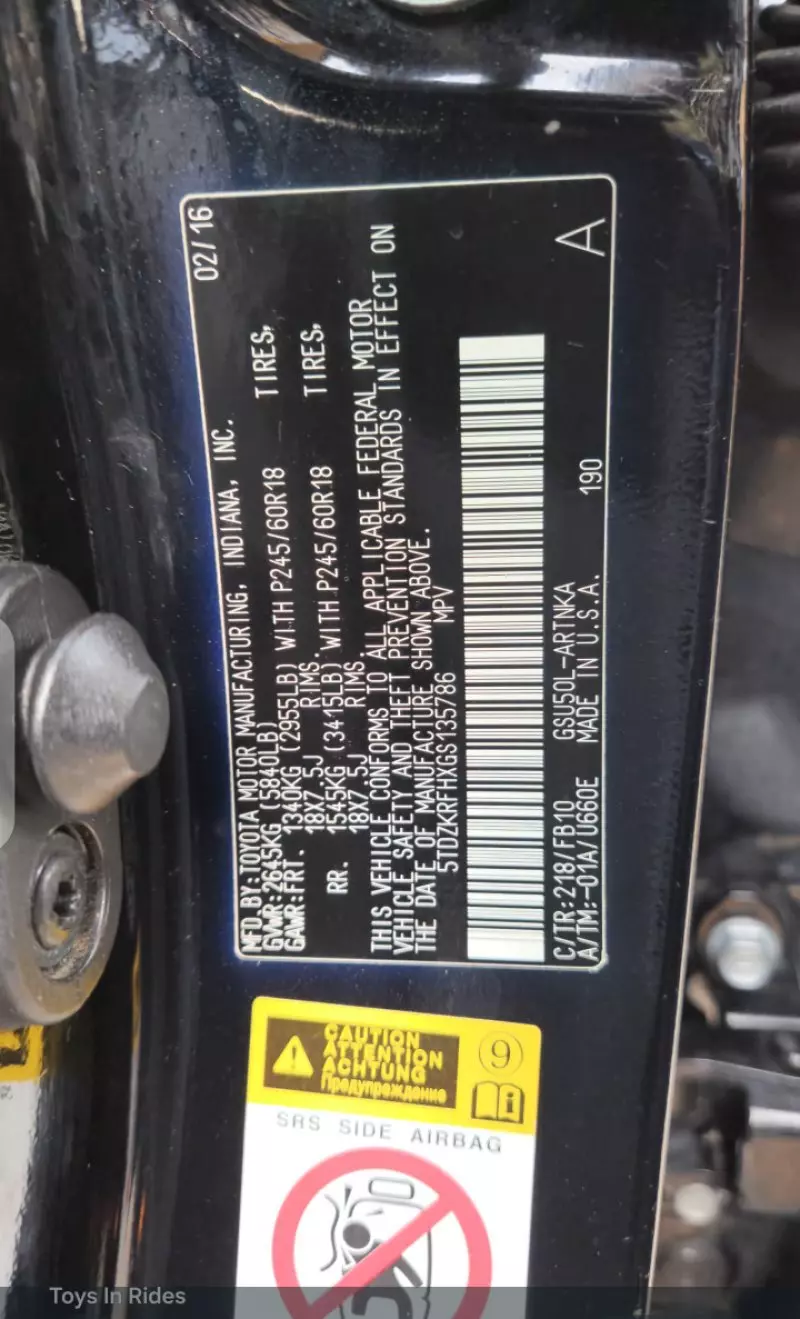 MFD.BY:TOYOTA MOTOR MANUFACTURING, INDIANA, INC. 02/16
GVWR:2645KG (5840LB)
GAWR:FRT. 1340KG (2955LB) WITH P245/60R18 TIRES,
18X7.5J RIMS.
RR. 1545KG (3415LB) WITH P245/60R18 TIRES,
18X7.5J RIMS.
THIS VEHICLE CONFORMS TO ALL APPLICABLE FEDERAL MOTOR
VEHICLE SAFETY AND THEFT PREVENTION STANDARDS IN EFFECT ON
THE DATE OF MANUFACTURE SHOWN ABOVE.
5TDZKRFHXGS135786 MPV
C/TR:218/FB10 GSU50L-ARTNKA A
A/TM:-01A/U660E MADE IN U.S.A. 190
CAUTION
ATTENTION
ACHTUNG
Предупреждение
9
SRS SIDE AIRBAG
Toys In Rides